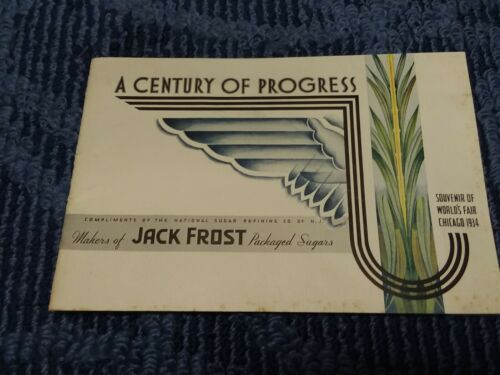 A CENTURY OF PROGRESS
SOUVENIR OF
WORLD'S FAIR
CHICAGO 1934
COMPLIMENTS OF THE NATIONAL SUGAR REFINING CO. OF N.J.
Makers of JACK FROST Packaged Sugars